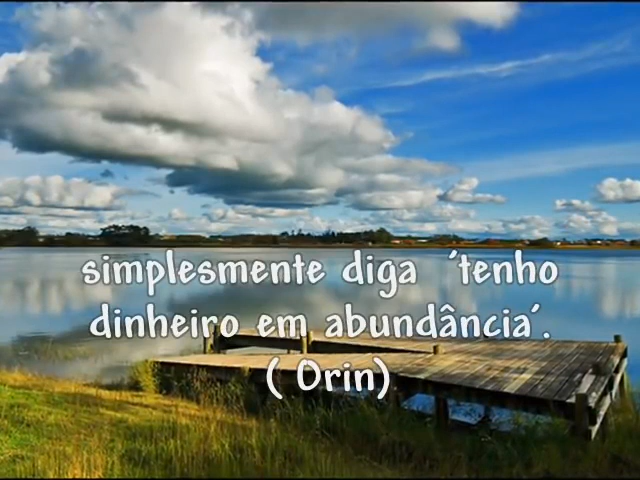 simplesmente diga ´tenho
dinheiro em abundância´.
( Orin)